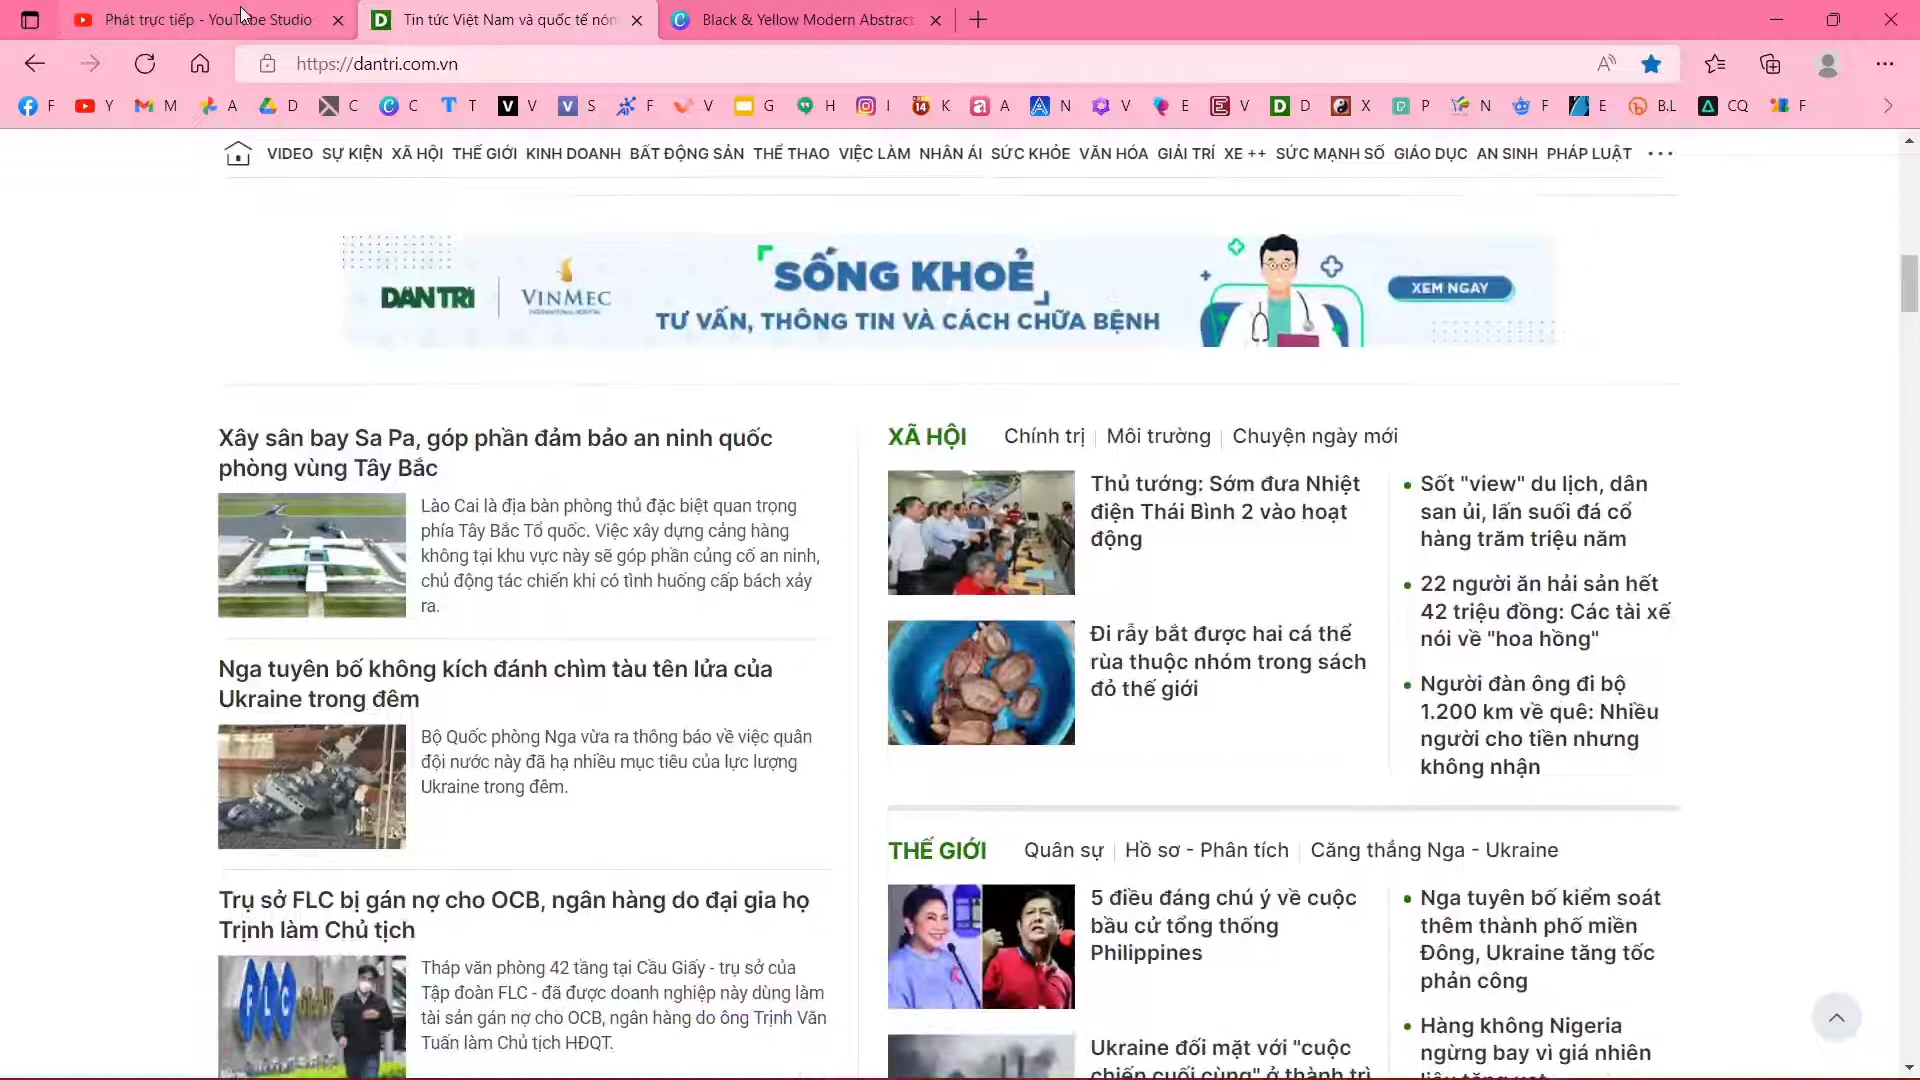 Phát trực tiếp - YouTube Studio
Tin tức Việt Nam và quốc tế nón
Black & Yellow Modern Abstract
https://dantri.com.vn
F Y M A D C C T V S F V G H I K A N V E V D X P N F E B.L CQ F
VIDEO SỰ KIỆN XÃ HỘI THẾ GIỚI KINH DOANH BẤT ĐỘNG SẢN THỂ THAO VIỆC LÀM NHÂN ÁI SỨC KHỎE VĂN HÓA GIẢI TRÍ XE ++ SỨC MẠNH SỐ GIÁO DỤC AN SINH PHÁP LUẬT
DÂN TRÍ
VINMEC
INTERNATIONAL HOSPITAL
SỐNG KHOẺ
TƯ VẤN, THÔNG TIN VÀ CÁCH CHỮA BỆNH
XEM NGAY
Xây sân bay Sa Pa, góp phần đảm bảo an ninh quốc
phòng vùng Tây Bắc
Lào Cai là địa bàn phòng thủ đặc biệt quan trọng
phía Tây Bắc Tổ quốc. Việc xây dựng cảng hàng
không tại khu vực này sẽ góp phần củng cố an ninh,
chủ động tác chiến khi có tình huống cấp bách xảy
ra.
Nga tuyên bố không kích đánh chìm tàu tên lửa của
Ukraine trong đêm
Bộ Quốc phòng Nga vừa ra thông báo về việc quân
đội nước này đã hạ nhiều mục tiêu của lực lượng
Ukraine trong đêm.
Trụ sở FLC bị gán nợ cho OCB, ngân hàng do đại gia họ
Trịnh làm Chủ tịch
FLC
Tháp văn phòng 42 tầng tại Cầu Giấy - trụ sở của
Tập đoàn FLC - đã được doanh nghiệp này dùng làm
tài sản gán nợ cho OCB, ngân hàng do ông Trịnh Văn
Tuấn làm Chủ tịch HĐQT.
XÃ HỘI Chính trị Môi trường Chuyện ngày mới
Thủ tướng: Sớm đưa Nhiệt
điện Thái Bình 2 vào hoạt
động
Đi rẫy bắt được hai cá thể
rùa thuộc nhóm trong sách
đỏ thế giới
Sốt "view" du lịch, dân
san ủi, lấn suối đá cổ
hàng trăm triệu năm
22 người ăn hải sản hết
42 triệu đồng: Các tài xế
nói về "hoa hồng"
Người đàn ông đi bộ
1.200 km về quê: Nhiều
người cho tiền nhưng
không nhận
THẾ GIỚI Quân sự Hồ sơ - Phân tích Căng thẳng Nga - Ukraine
5 điều đáng chú ý về cuộc
bầu cử tổng thống
Philippines
Ukraine đối mặt với "cuộc
chiến cuối cùng" ở thành trì
Nga tuyên bố kiểm soát
thêm thành phố miền
Đông, Ukraine tăng tốc
phản công
Hàng không Nigeria
ngừng bay vì giá nhiên
liệu tăng vọt